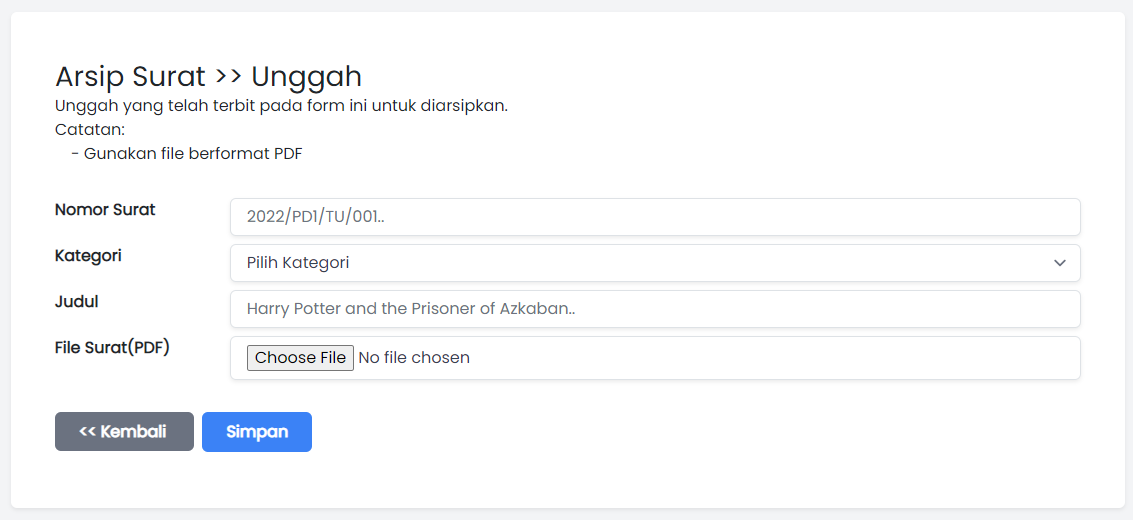 Arsip Surat >> Unggah
Unggah yang telah terbit pada form ini untuk diarsipkan.
Catatan:
- Gunakan file berformat PDF
Nomor Surat
2022/PD1/TU/001..
Kategori
Pilih Kategori
Judul
Harry Potter and the Prisoner of Azkaban..
File Surat(PDF)
Choose File No file chosen
<< Kembali
Simpan